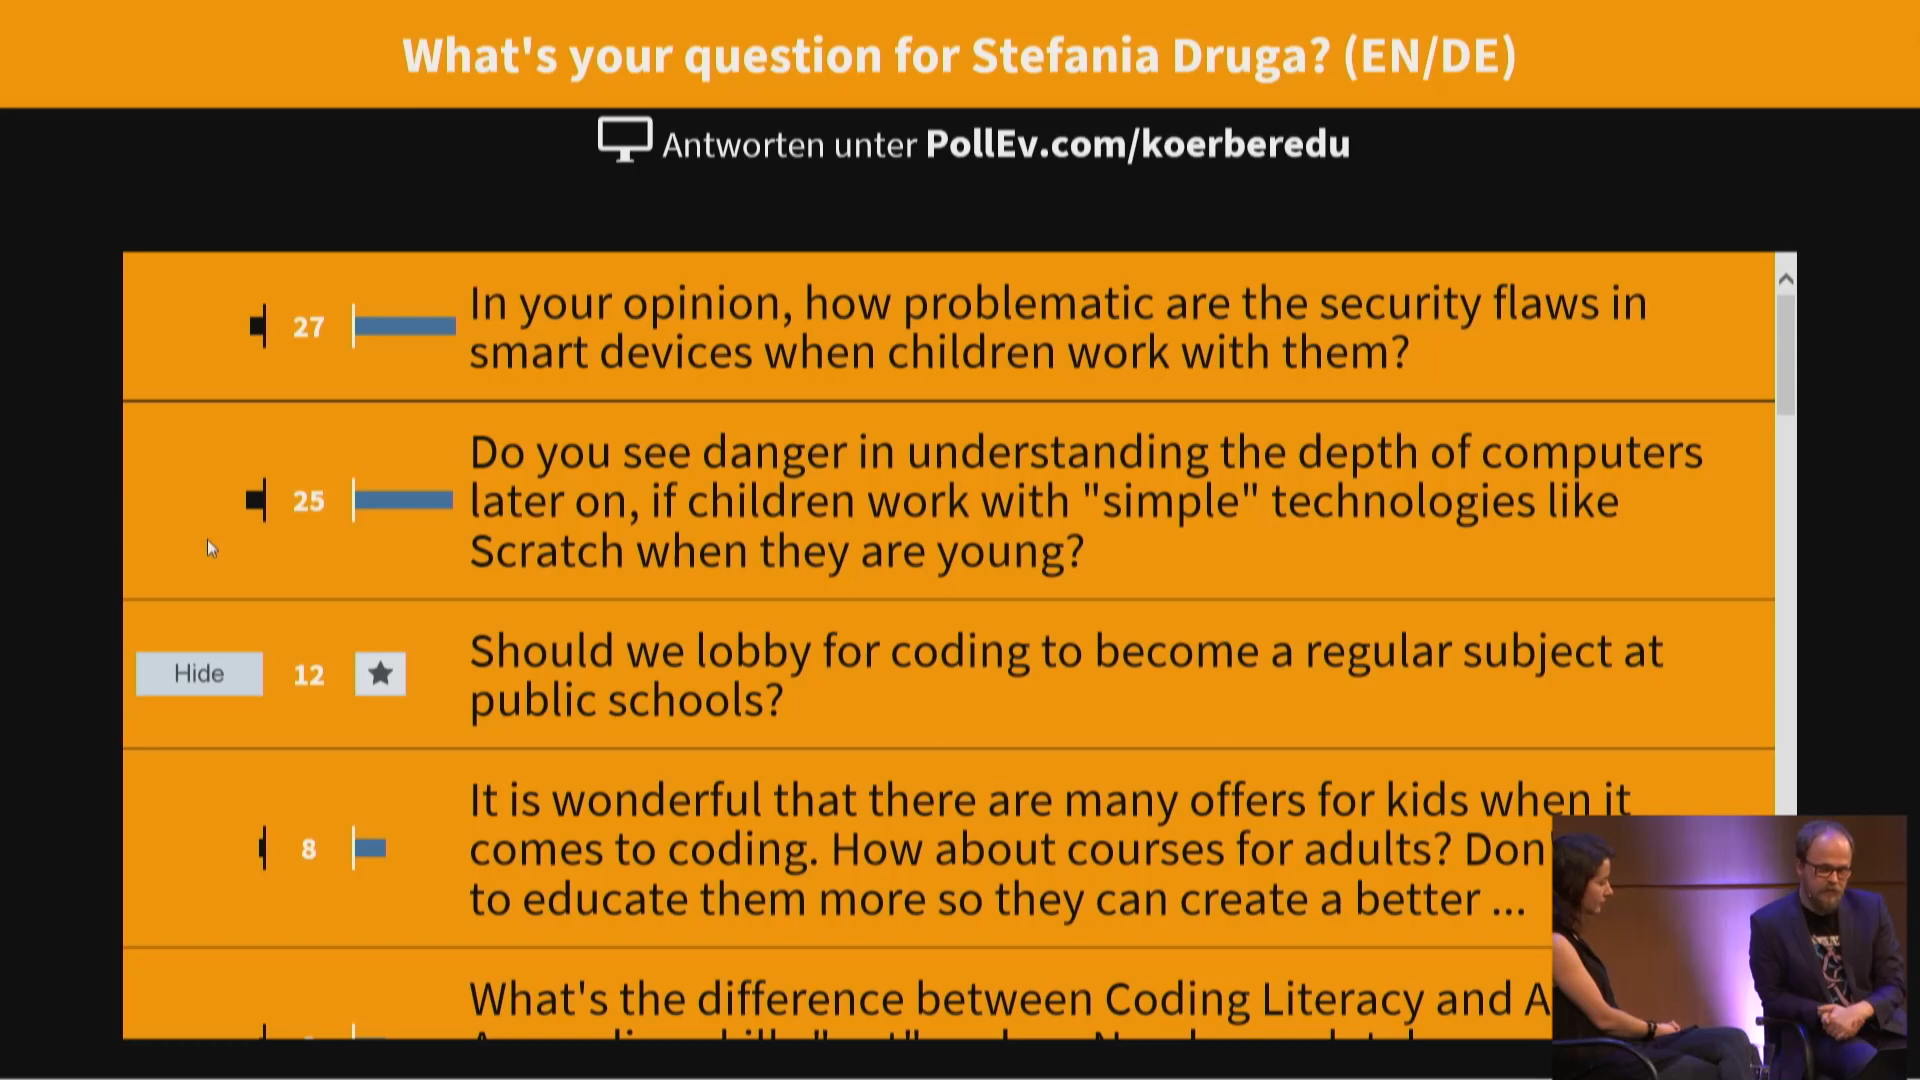 What's your question for Stefania Druga? (EN/DE)
Antworten unter PollEv.com/koerberedu
27
In your opinion, how problematic are the security flaws in
smart devices when children work with them?
25
Do you see danger in understanding the depth of computers
later on, if children work with "simple" technologies like
Scratch when they are young?
Hide
12
Should we lobby for coding to become a regular subject at
public schools?
8
It is wonderful that there are many offers for kids when it
comes to coding. How about courses for adults? Don
to educate them more so they can create a better ...
What's the difference between Coding Literacy and A